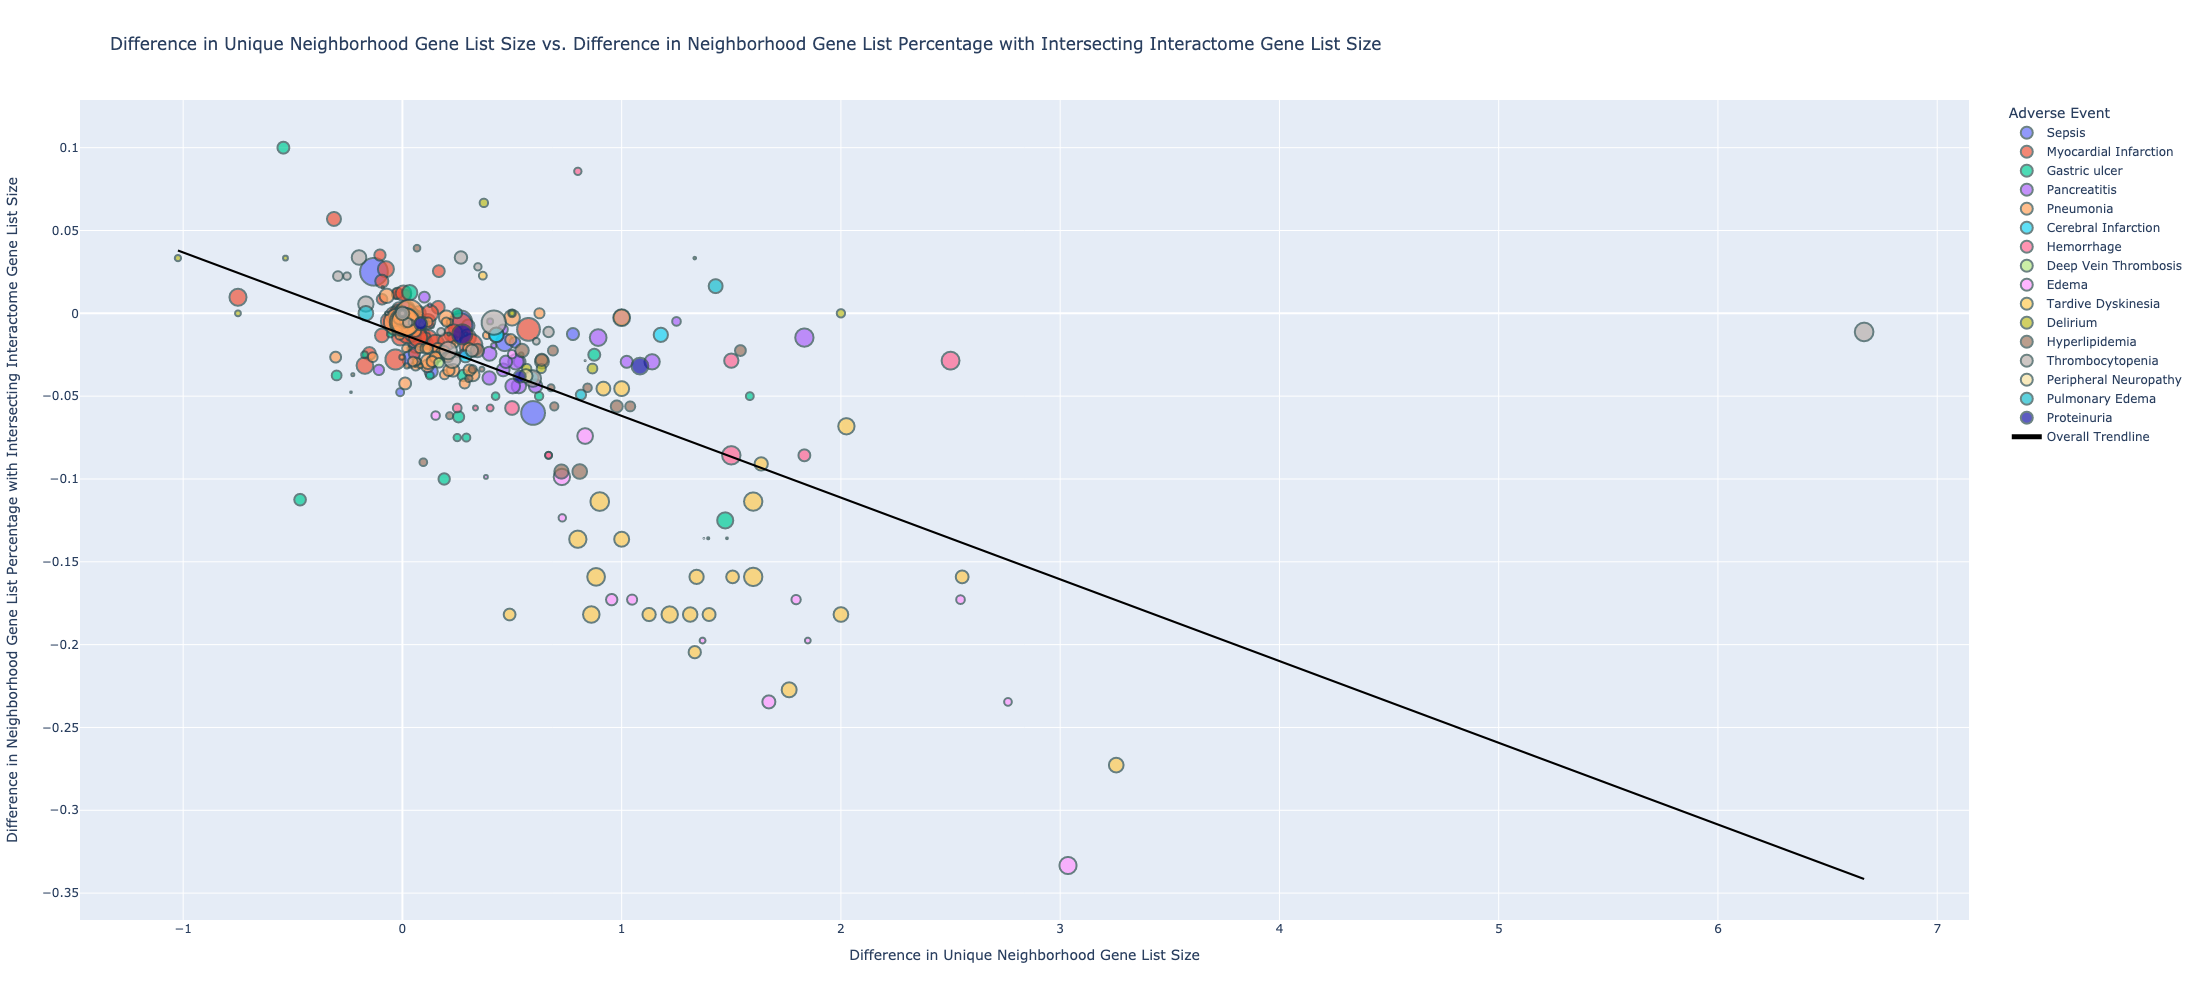 Difference in Unique Neighborhood Gene List Size vs. Difference in Neighborhood Gene List Percentage with Intersecting Interactome Gene List Size
Difference in Neighborhood Gene List Percentage with Intersecting Interactome Gene List Size
0.1
0.05
0
−0.05
−0.1
−0.15
−0.2
−0.25
−0.3
−0.35
−1
0
1
2
3
4
5
6
7
Difference in Unique Neighborhood Gene List Size
Adverse Event
Sepsis
Myocardial Infarction
Gastric ulcer
Pancreatitis
Pneumonia
Cerebral Infarction
Hemorrhage
Deep Vein Thrombosis
Edema
Tardive Dyskinesia
Delirium
Hyperlipidemia
Thrombocytopenia
Peripheral Neuropathy
Pulmonary Edema
Proteinuria
Overall Trendline